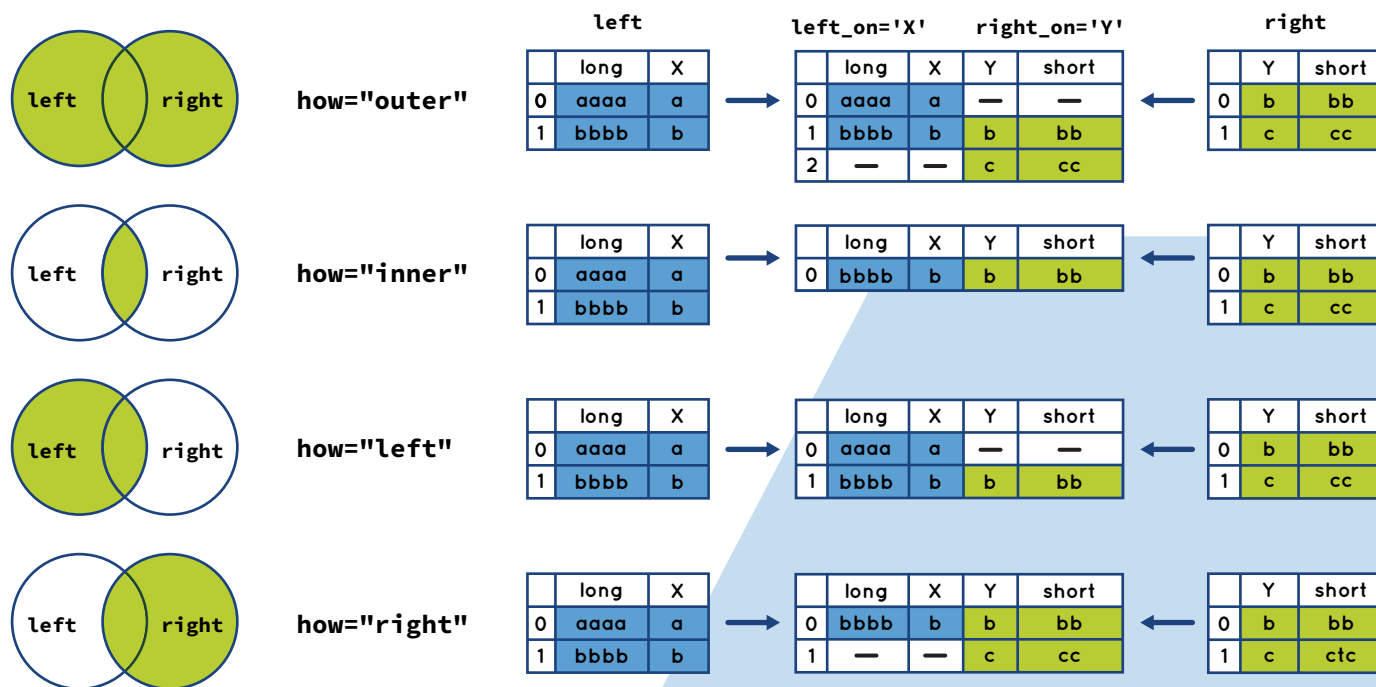 left left_on='X' right_on='Y' right
left right how="outer"
long X long X Y short Y short
0 aaaa a 0 aaaa a — — 0 b bb
1 bbbb b 1 bbbb b b bb 1 c cc
2 — — c cc
left right how="inner"
long X long X Y short Y short
0 aaaa a 0 bbbb b b bb 0 b bb
1 bbbb b 1 c cc
left right how="left"
long X long X Y short Y short
0 aaaa a 0 aaaa a — — 0 b bb
1 bbbb b 1 bbbb b b bb 1 c cc
left right how="right"
long X long X Y short Y short
0 aaaa a 0 bbbb b b bb 0 b bb
1 bbbb b 1 — — c cc 1 c ctc